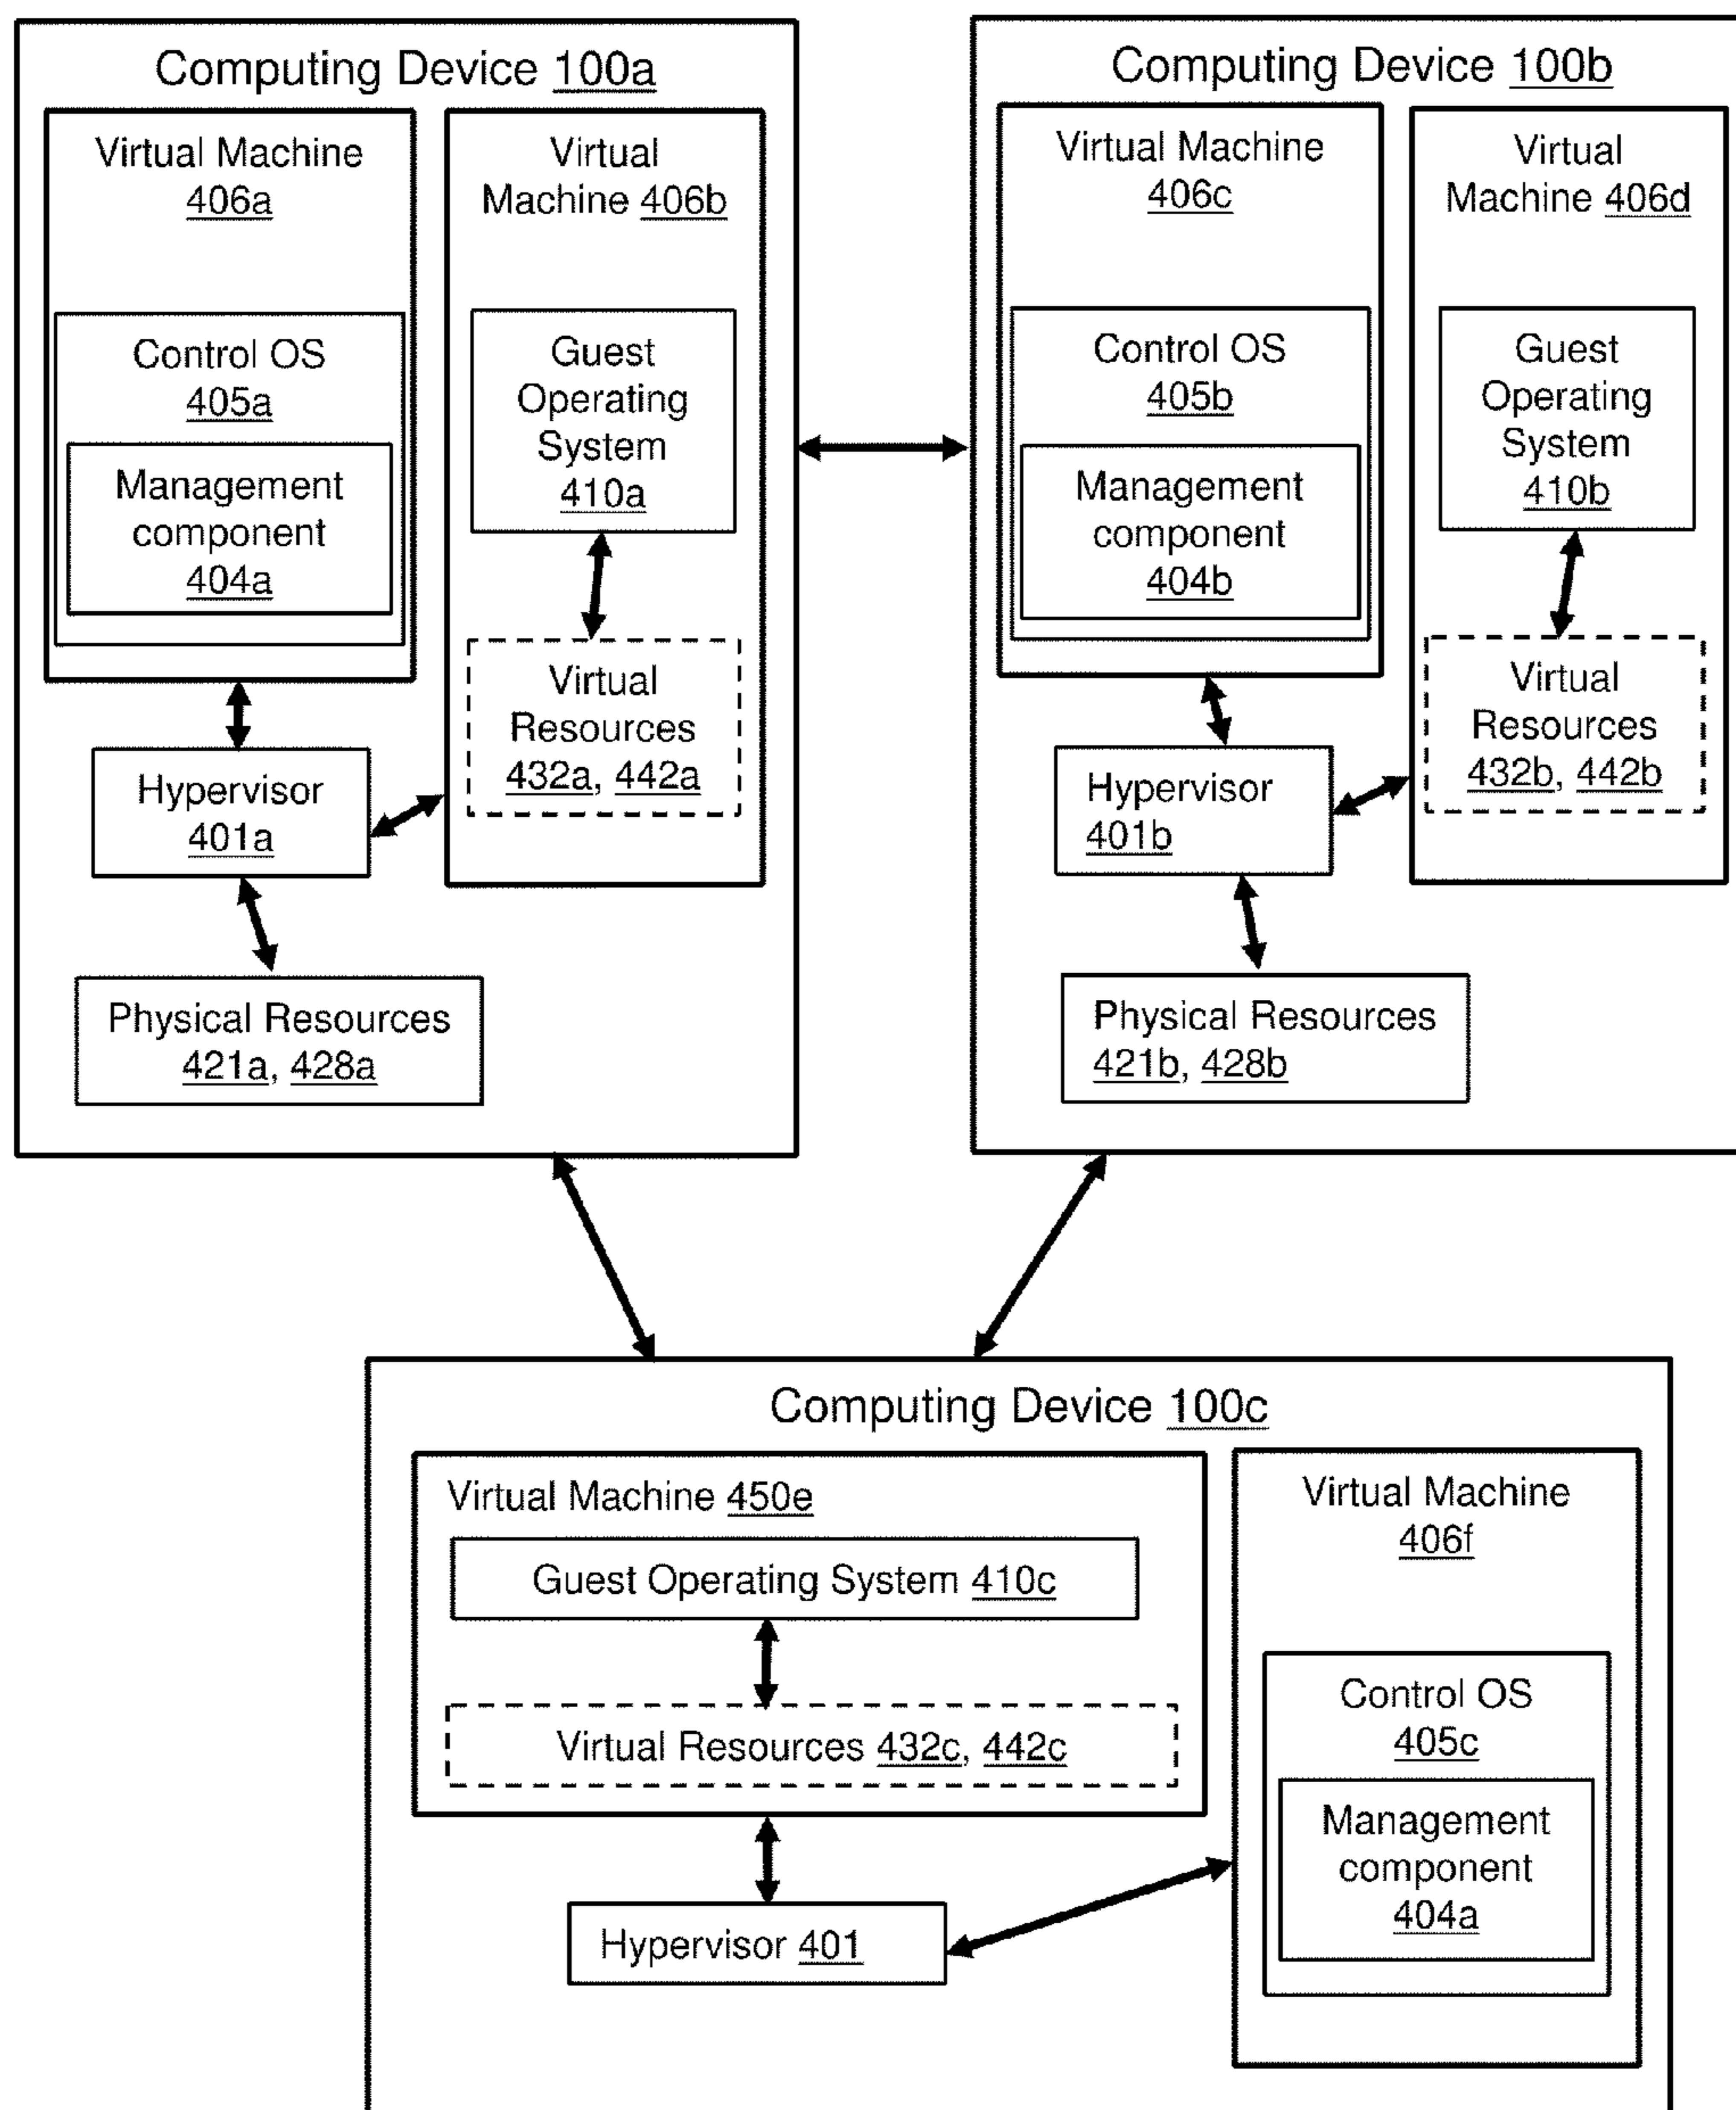 Computing Device 100a
Virtual Machine
406a
Control OS
405a
Management
component
404a
Virtual
Machine 406b
Guest
Operating
System
410a
Virtual
Resources
432a, 442a
Hypervisor
401a
Physical Resources
421a, 428a
Computing Device 100b
Virtual Machine
406c
Control OS
405b
Management
component
404b
Virtual
Machine 406d
Guest
Operating
System
410b
Virtual
Resources
432b, 442b
Hypervisor
401b
Physical Resources
421b, 428b
Computing Device 100c
Virtual Machine 450e
Guest Operating System 410c
Virtual Resources 432c, 442c
Hypervisor 401
Virtual Machine
406f
Control OS
405c
Management
component
404a